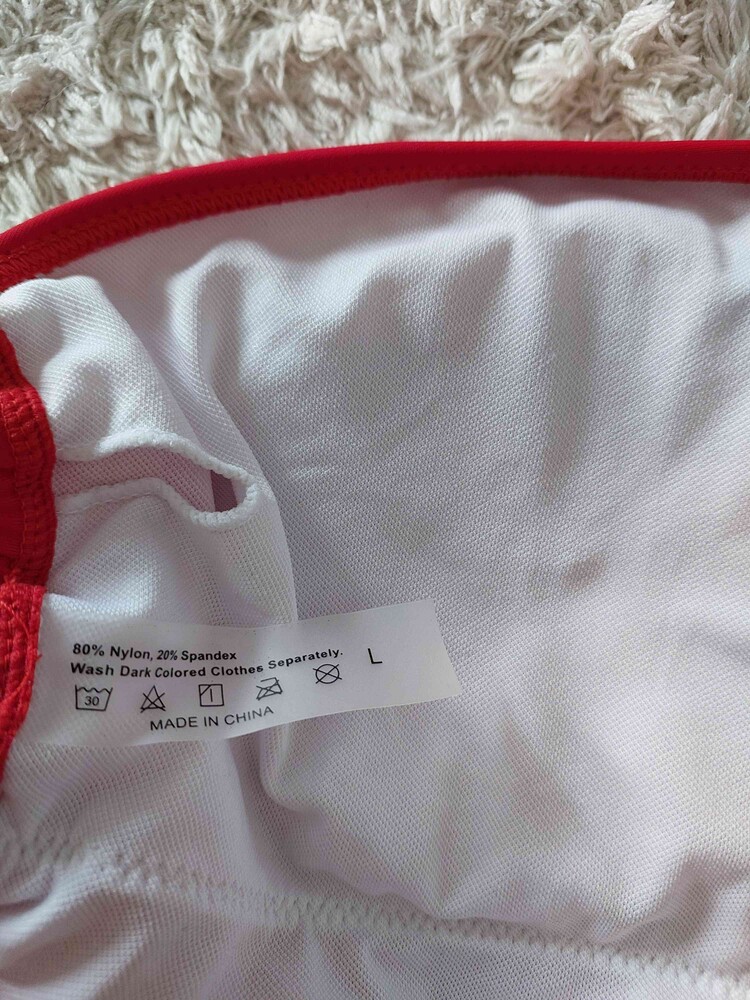 80% Nylon, 20% Spandex
Wash Dark Colored Clothes Separately.
L
30
MADE IN CHINA